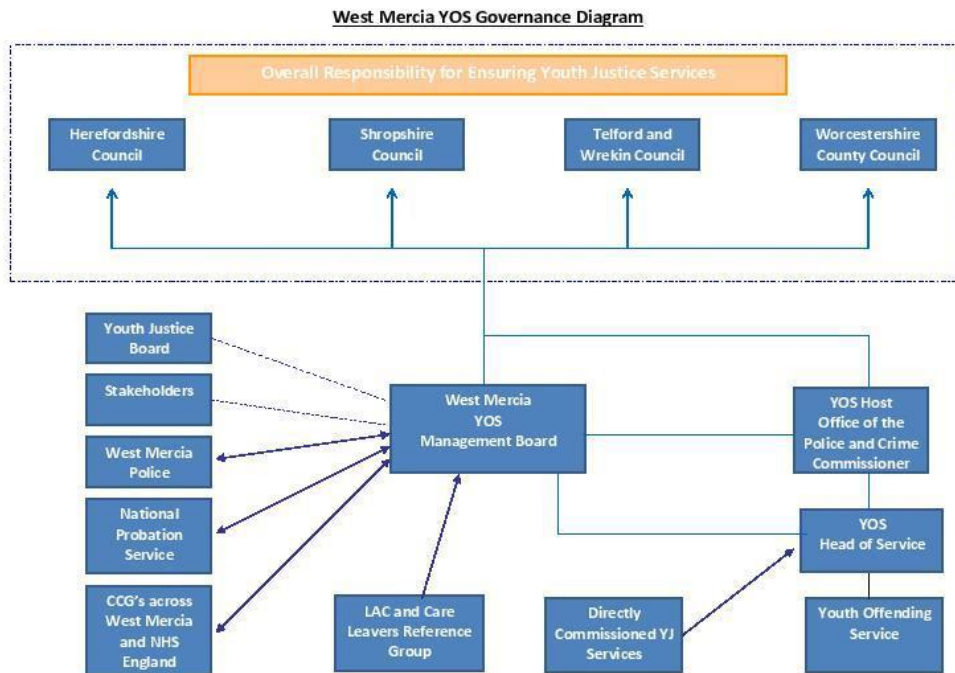 West Mercia YOS Governance Diagram
Overall Responsibility for Ensuring Youth Justice Services
Herefordshire
Council
Shropshire
Council
Telford and
Wrekin Council
Worcestershire
County Council
Youth Justice
Board
Stakeholders
West Mercia
Police
National
Probation
Service
CCG's across
West Mercia
and NHS
England
West Mercia
YOS
Management Board
YOS Host
Office of the
Police and Crime
Commissioner
YOS
Head of Service
LAC and Care
Leavers Reference
Group
Directly
Commissioned YJ
Services
Youth Offending
Service